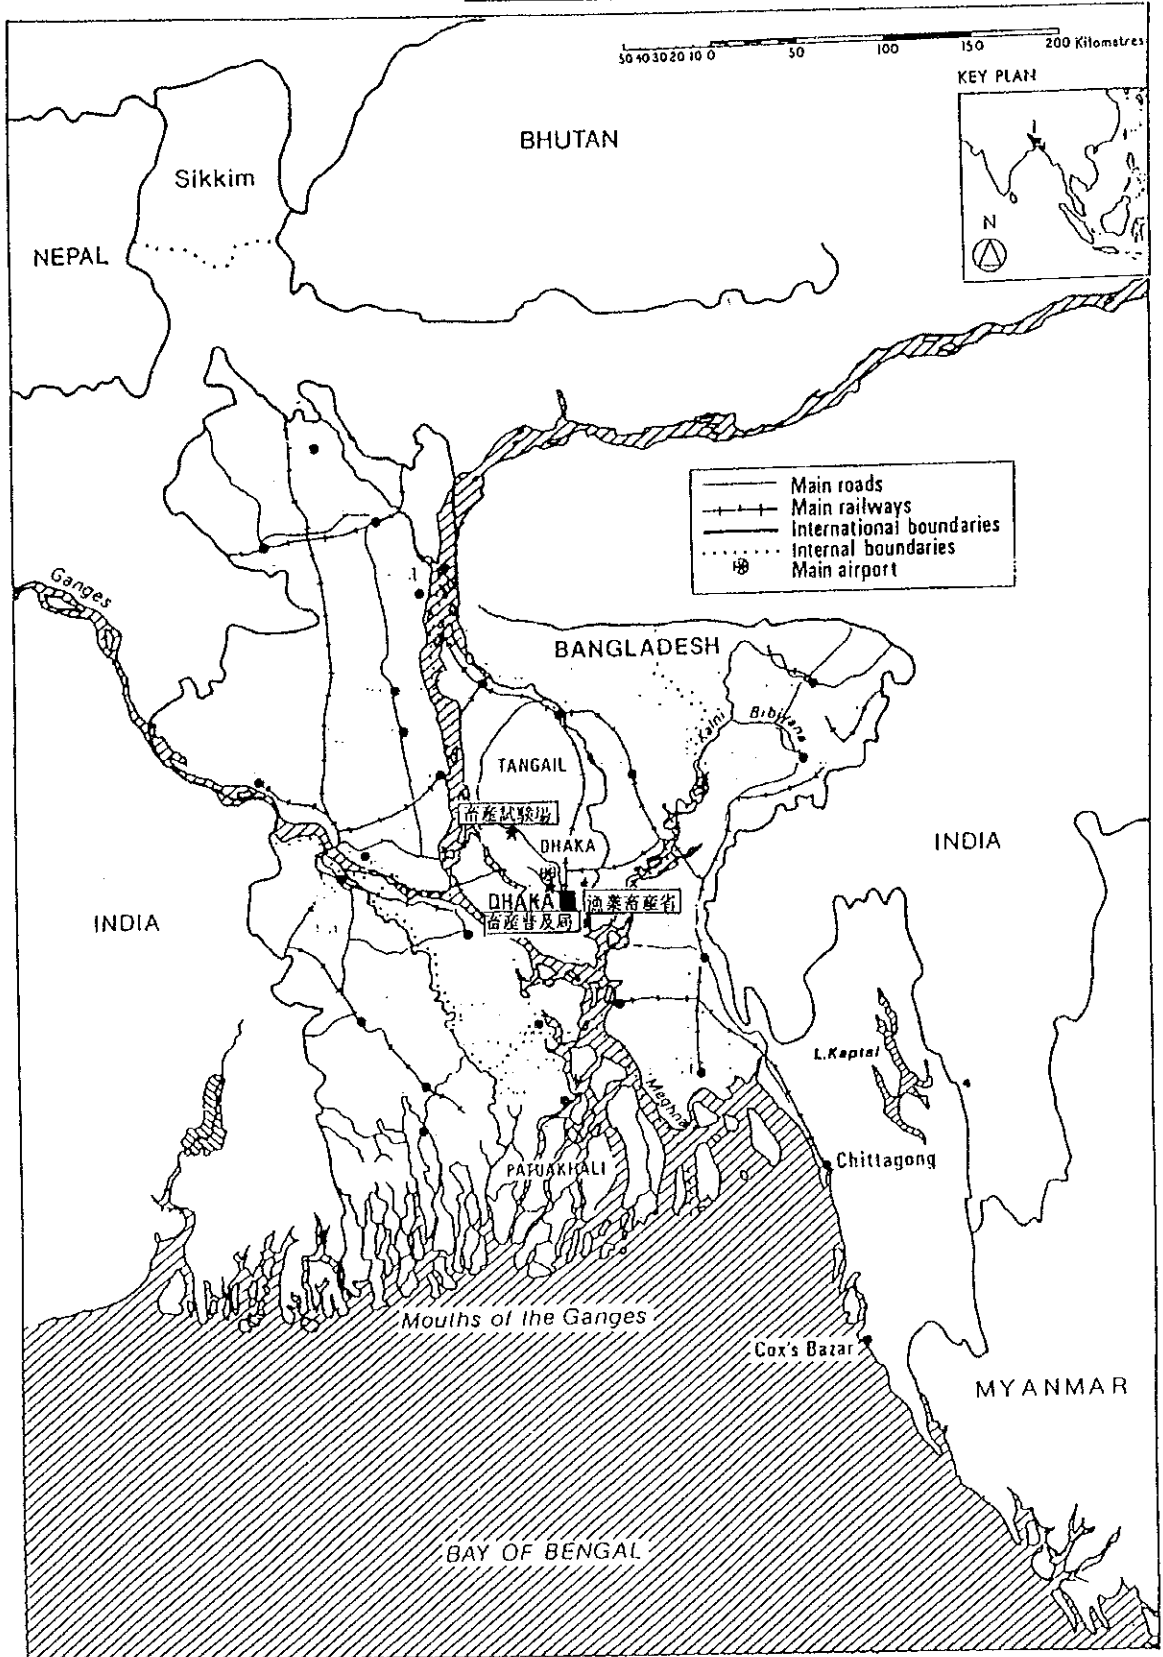 50 40 30 20 10 0 50 100 150 200 Kilometres
KEY PLAN
N
BHUTAN
Sikkim
NEPAL
Main roads
Main railways
International boundaries
Internal boundaries
Main airport
Ganges
BANGLADESH
Kalni
Bibiyana
TANGAIL
畜産試験場
DHAKA
INDIA
DHAKA
漁業畜産省
畜産普及局
INDIA
L.Kaptai
Meghna
Chittagong
PATUAKHALI
Mouths of the Ganges
Cox's Bazar
MYANMAR
BAY OF BENGAL